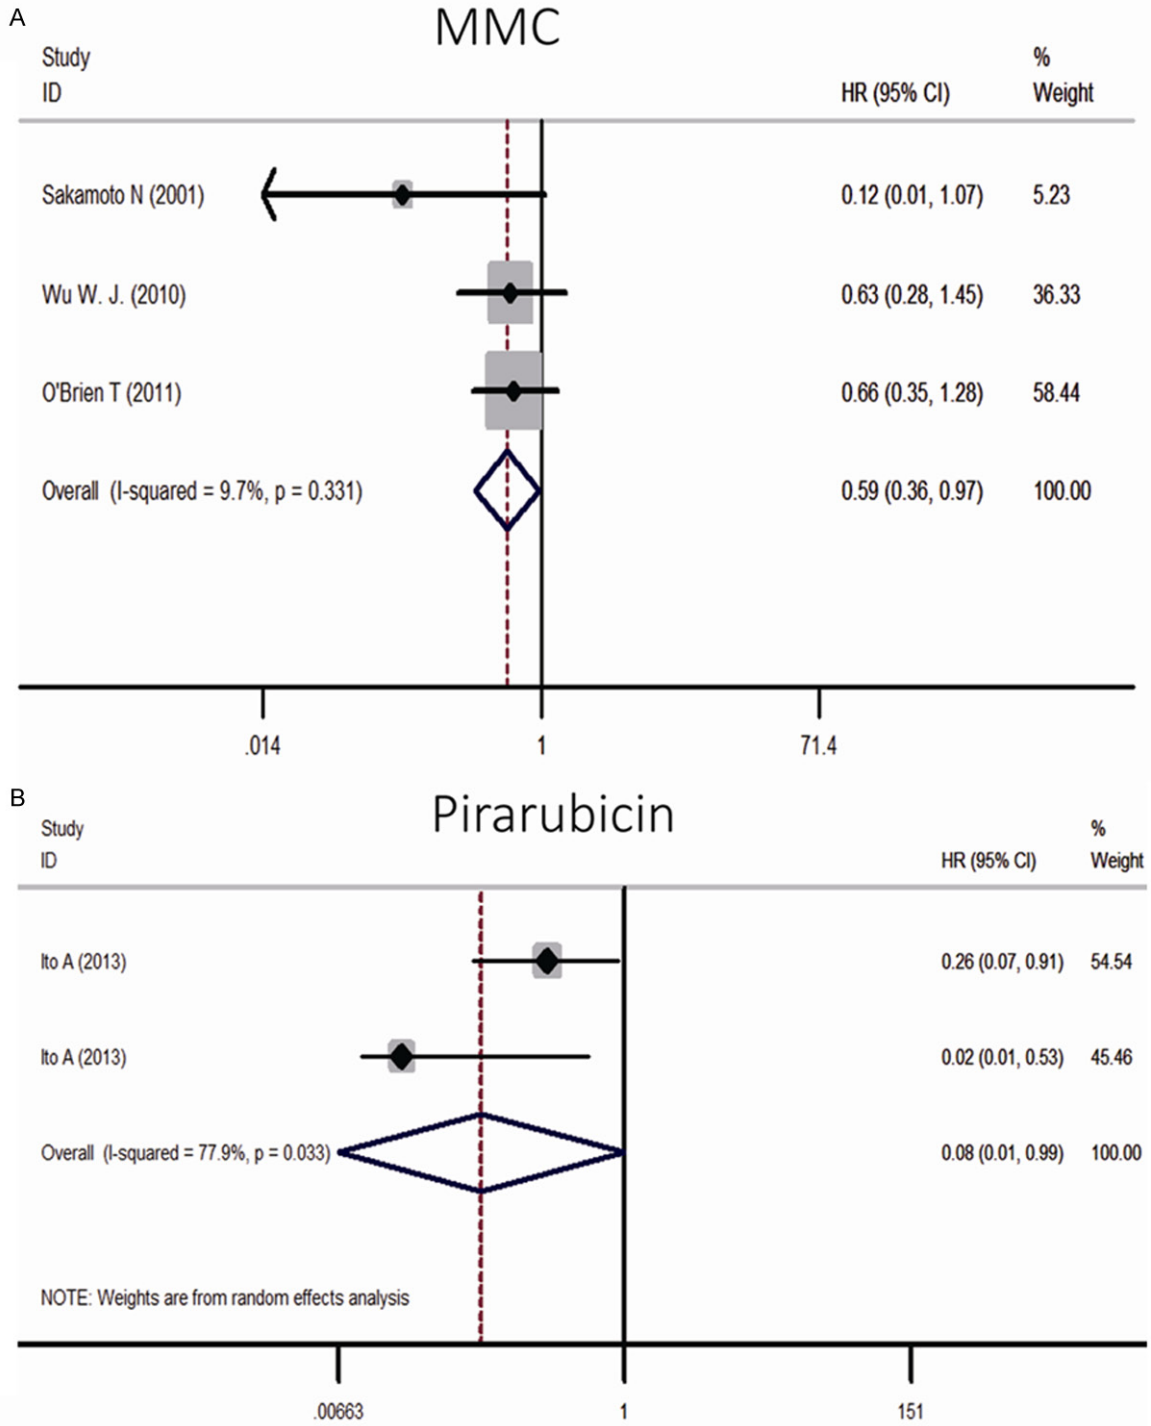 A
MMC
Study
ID
HR (95% CI)
%
Weight
Sakamoto N (2001) 0.12 (0.01, 1.07) 5.23
Wu W. J. (2010) 0.63 (0.28, 1.45) 36.33
O'Brien T (2011) 0.66 (0.35, 1.28) 58.44
Overall (I-squared = 9.7%, p = 0.331) 0.59 (0.36, 0.97) 100.00
.014 1 71.4
B
Pirarubicin
Study
ID
HR (95% CI)
%
Weight
Ito A (2013) 0.26 (0.07, 0.91) 54.54
Ito A (2013) 0.02 (0.01, 0.53) 45.46
Overall (I-squared = 77.9%, p = 0.033) 0.08 (0.01, 0.99) 100.00
NOTE: Weights are from random effects analysis
.00663 1 151